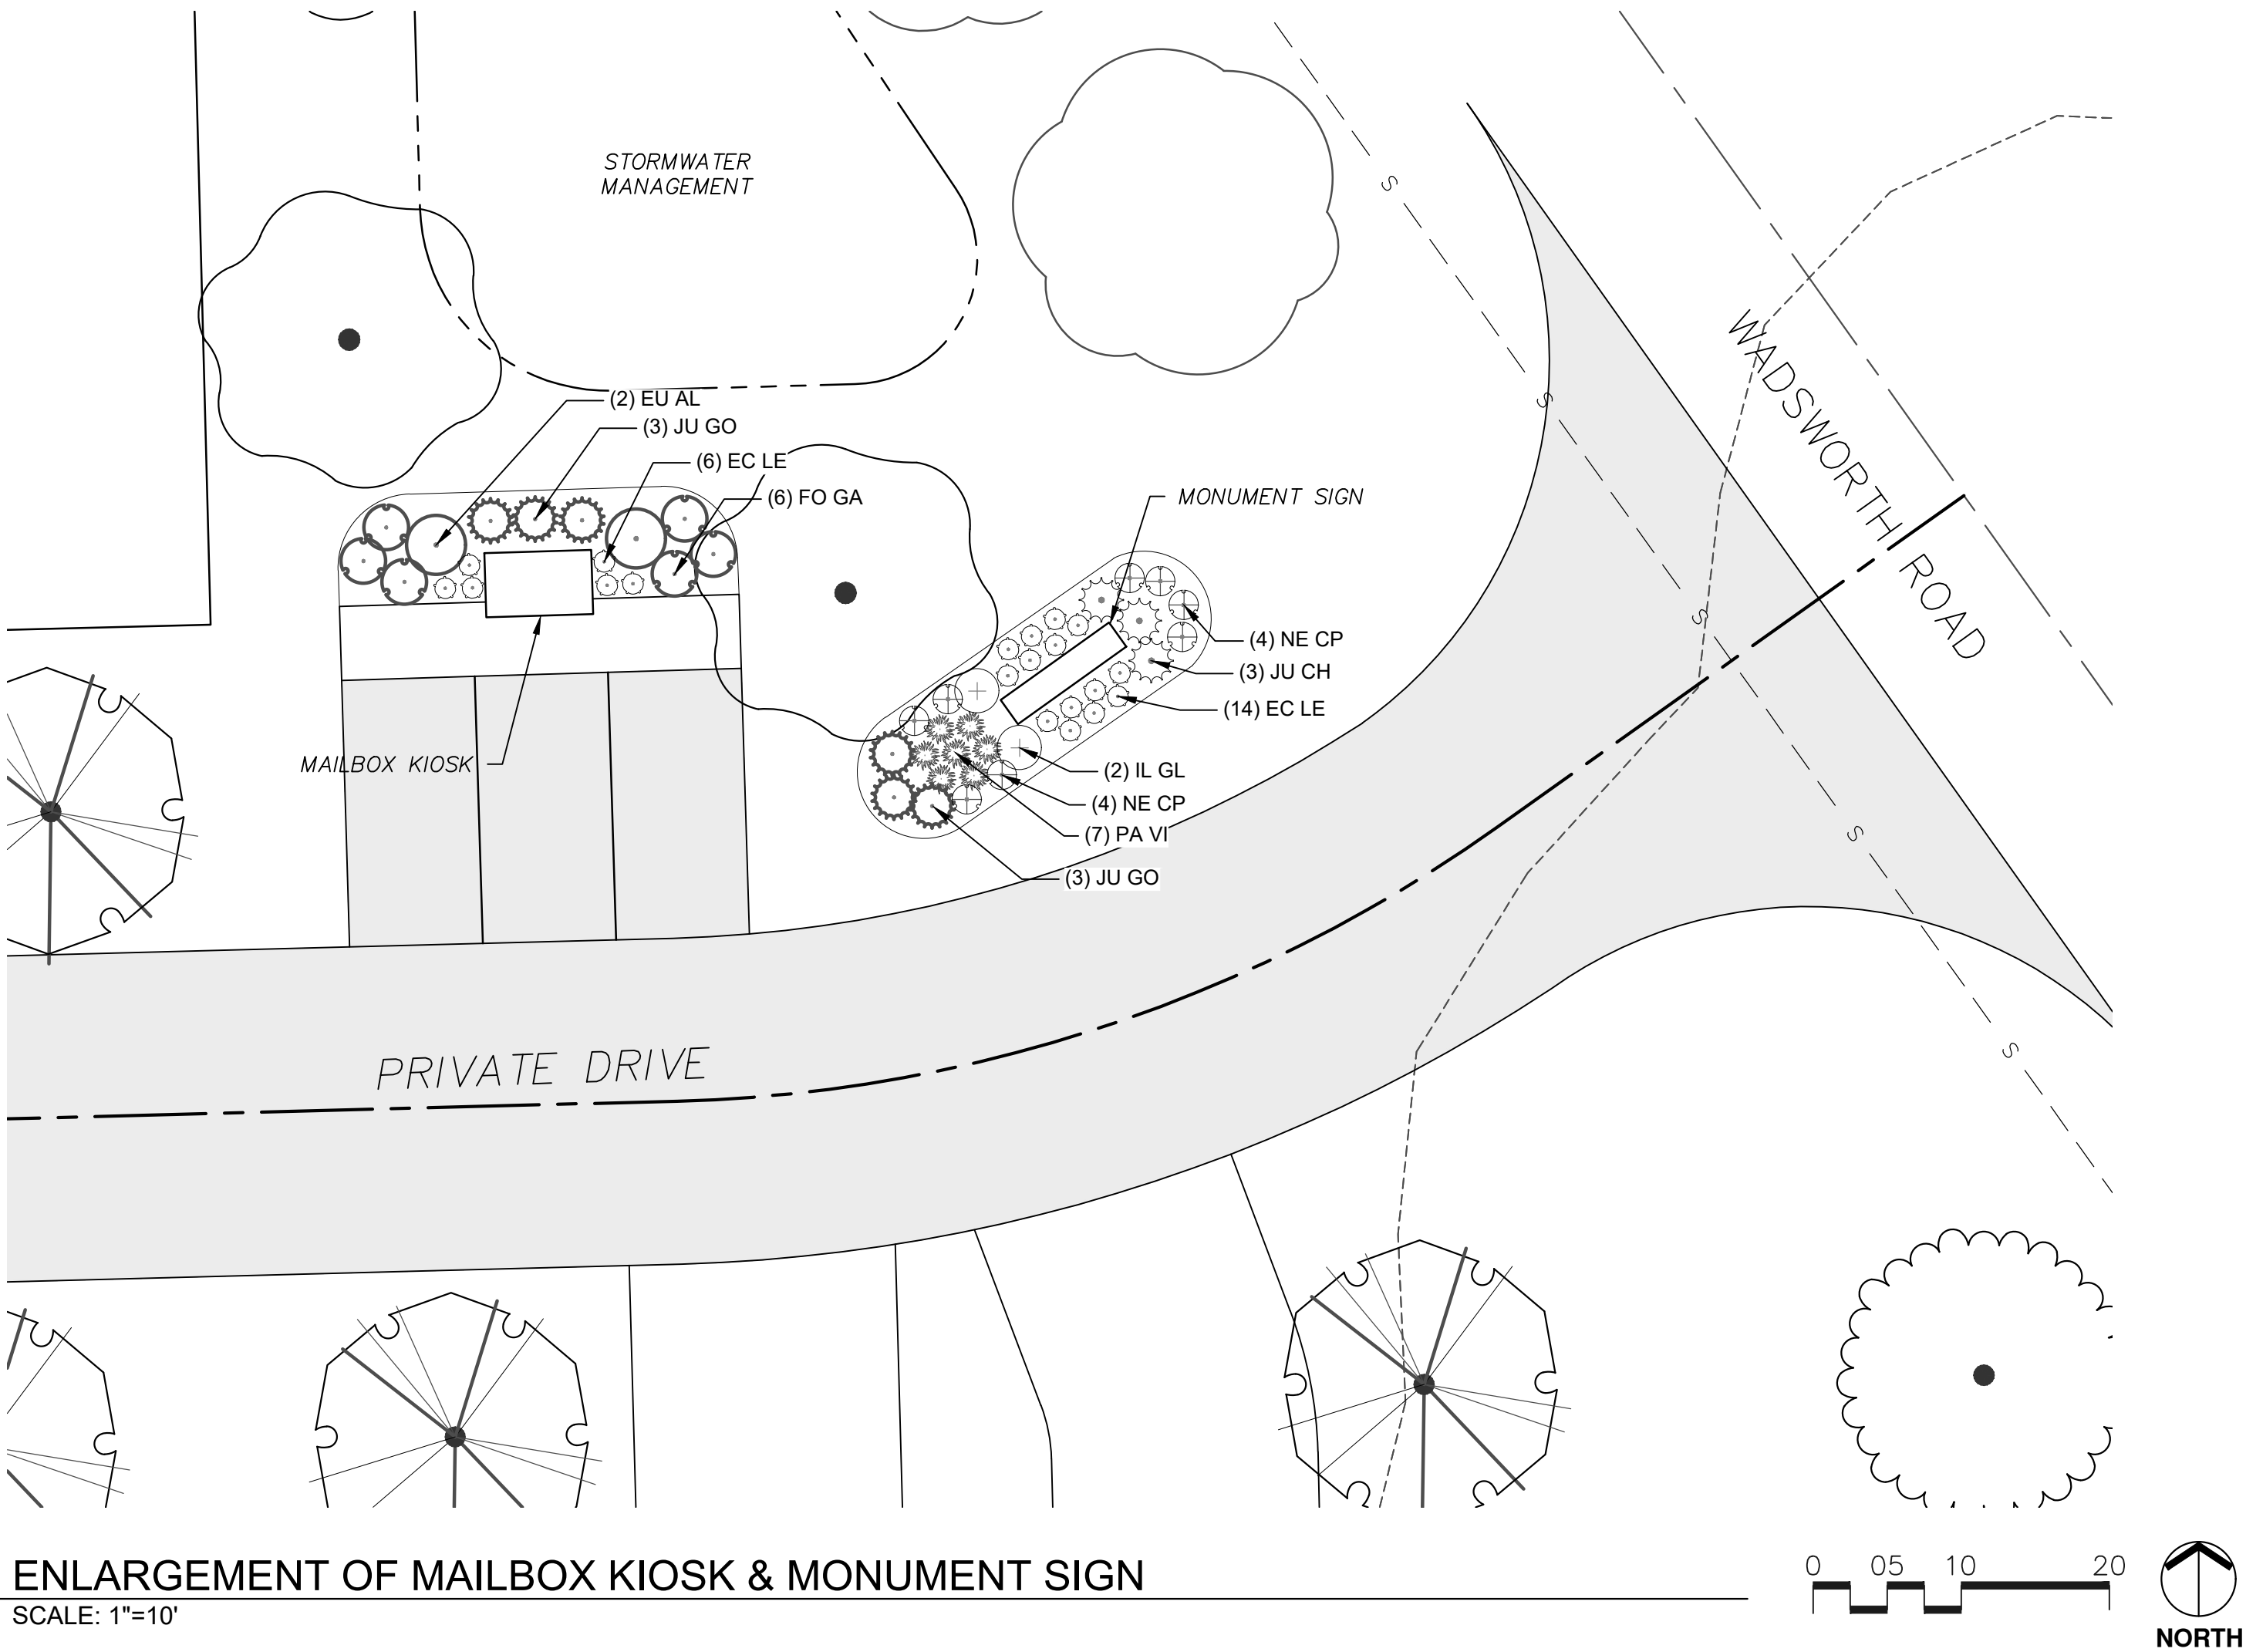 STORMWATER
MANAGEMENT
S
(2) EU AL
(3) JU GO
(6) EC LE
(6) FO GA
MONUMENT SIGN
S
WADSWORTH ROAD
S
(4) NE CP
(3) JU CH
(14) EC LE
MAILBOX KIOSK
(2) IL GL
(4) NE CP
(7) PA VI
(3) JU GO
S
PRIVATE DRIVE
S
ENLARGEMENT OF MAILBOX KIOSK & MONUMENT SIGN
SCALE: 1"=10'
0 05 10 20
NORTH